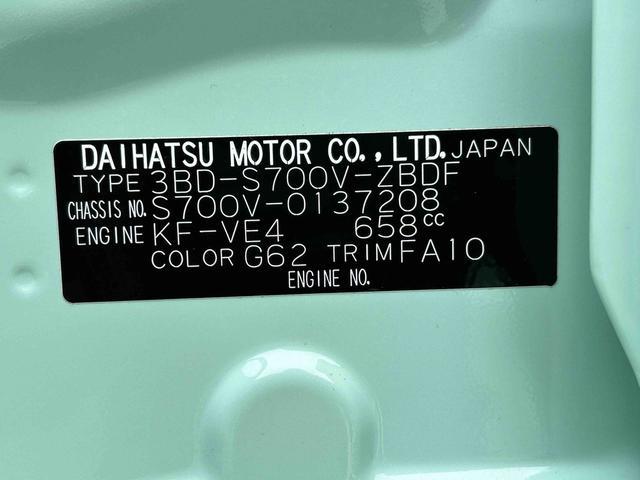 DAIHATSU MOTOR CO.,LTD. JAPAN
TYPE 3BD-S700V-ZBDF
CHASSIS NO. S700V-0137208
ENGINE KF-VE4 658cc
COLOR G62 TRIM FA10
ENGINE NO.